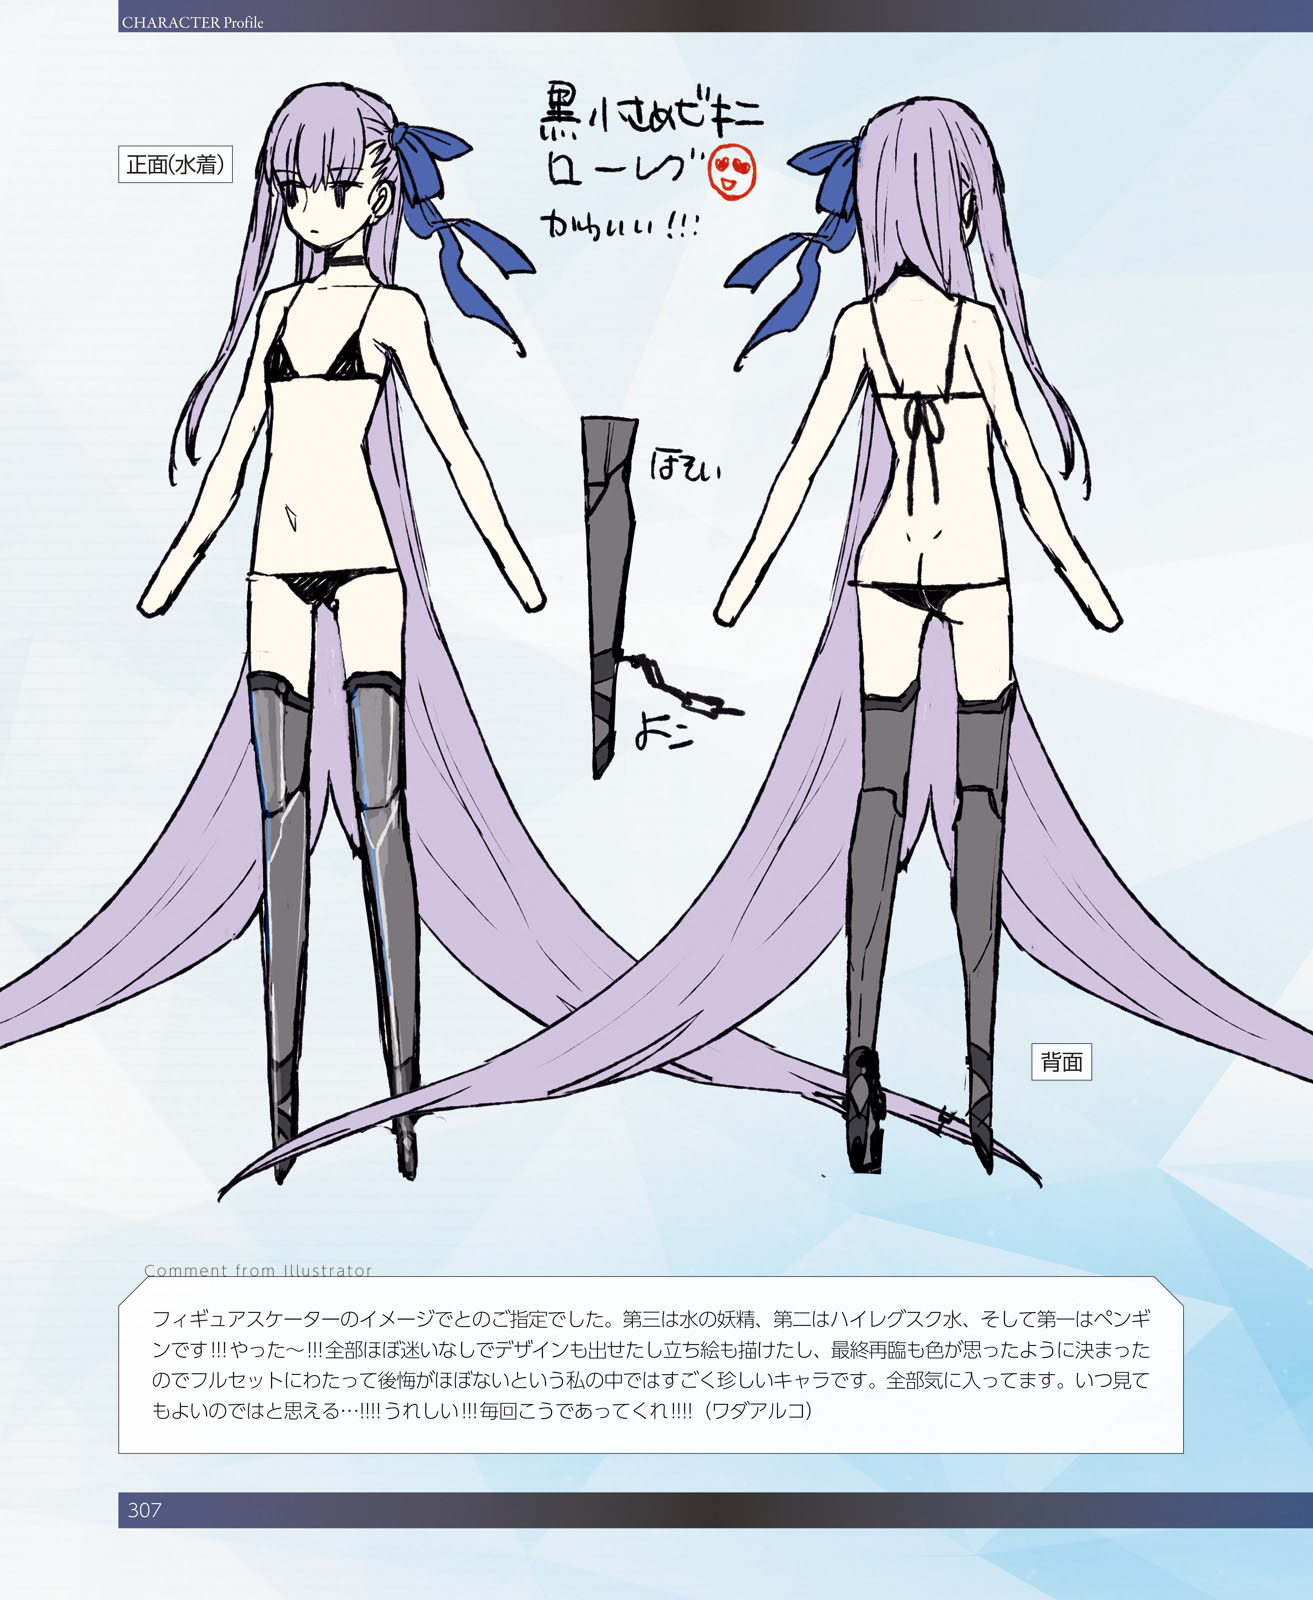 CHARACTER Profile
正面(水着)
黒 小さめビキニ
ローレグ
かわいい!!!
ほそい
よこ
背面
Comment from Illustrator
フィギュアスケーターのイメージでとのご指定でした。第三は水の妖精、第二はハイレグスク水、そして第一はペンギ
ンです!!!やった〜!!!全部ほぼ迷いなしでデザインも出せたし立ち絵も描けたし、最終再臨も色が思ったように決まった
のでフルセットにわたって後悔がほぼないという私の中ではすごく珍しいキャラです。全部気に入ってます。いつ見て
もよいのではと思える…!!!!うれしい!!!毎回こうであってくれ!!!!（ワダアルコ）
307